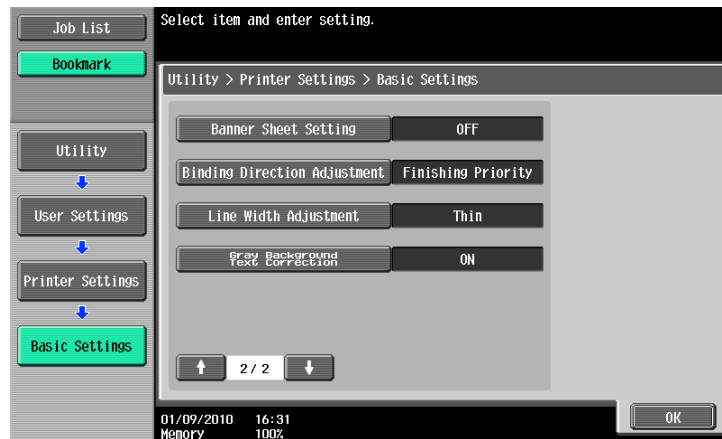 Job List
Select item and enter setting.
Bookmark
Utility > Printer Settings > Basic Settings
Banner Sheet Setting OFF
Utility
Binding Direction Adjustment Finishing Priority
User Settings
Line Width Adjustment Thin
Gray Background
Text Correction
ON
Printer Settings
Basic Settings
2/2
01/09/2010 16:31
Memory 100%
OK